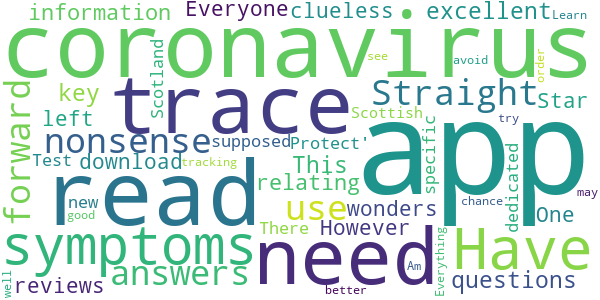 information Everyone clueless excellent Learn
coronavirus
see avoid order
key trace Scotland Straight Star
left Scottish try
forward nonsense supposed Protect' specific
Test download This tracking
read app relating dedicated
new use wonders chance One may
good There However
symptoms need Have
answers Am Everything questions
well reviews better